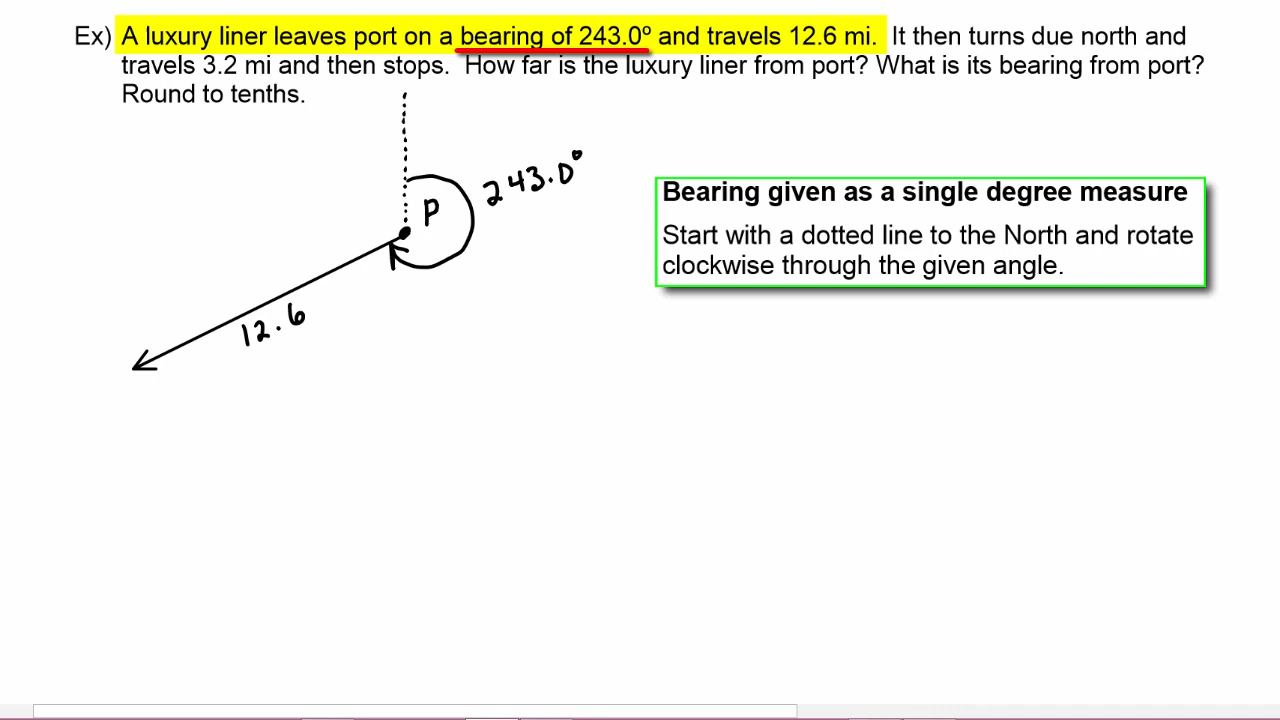 Ex) A luxury liner leaves port on a bearing of 243.0º and travels 12.6 mi. It then turns due north and
travels 3.2 mi and then stops. How far is the luxury liner from port? What is its bearing from port?
Round to tenths.
243.0°
P
12.6
Bearing given as a single degree measure
Start with a dotted line to the North and rotate
clockwise through the given angle.